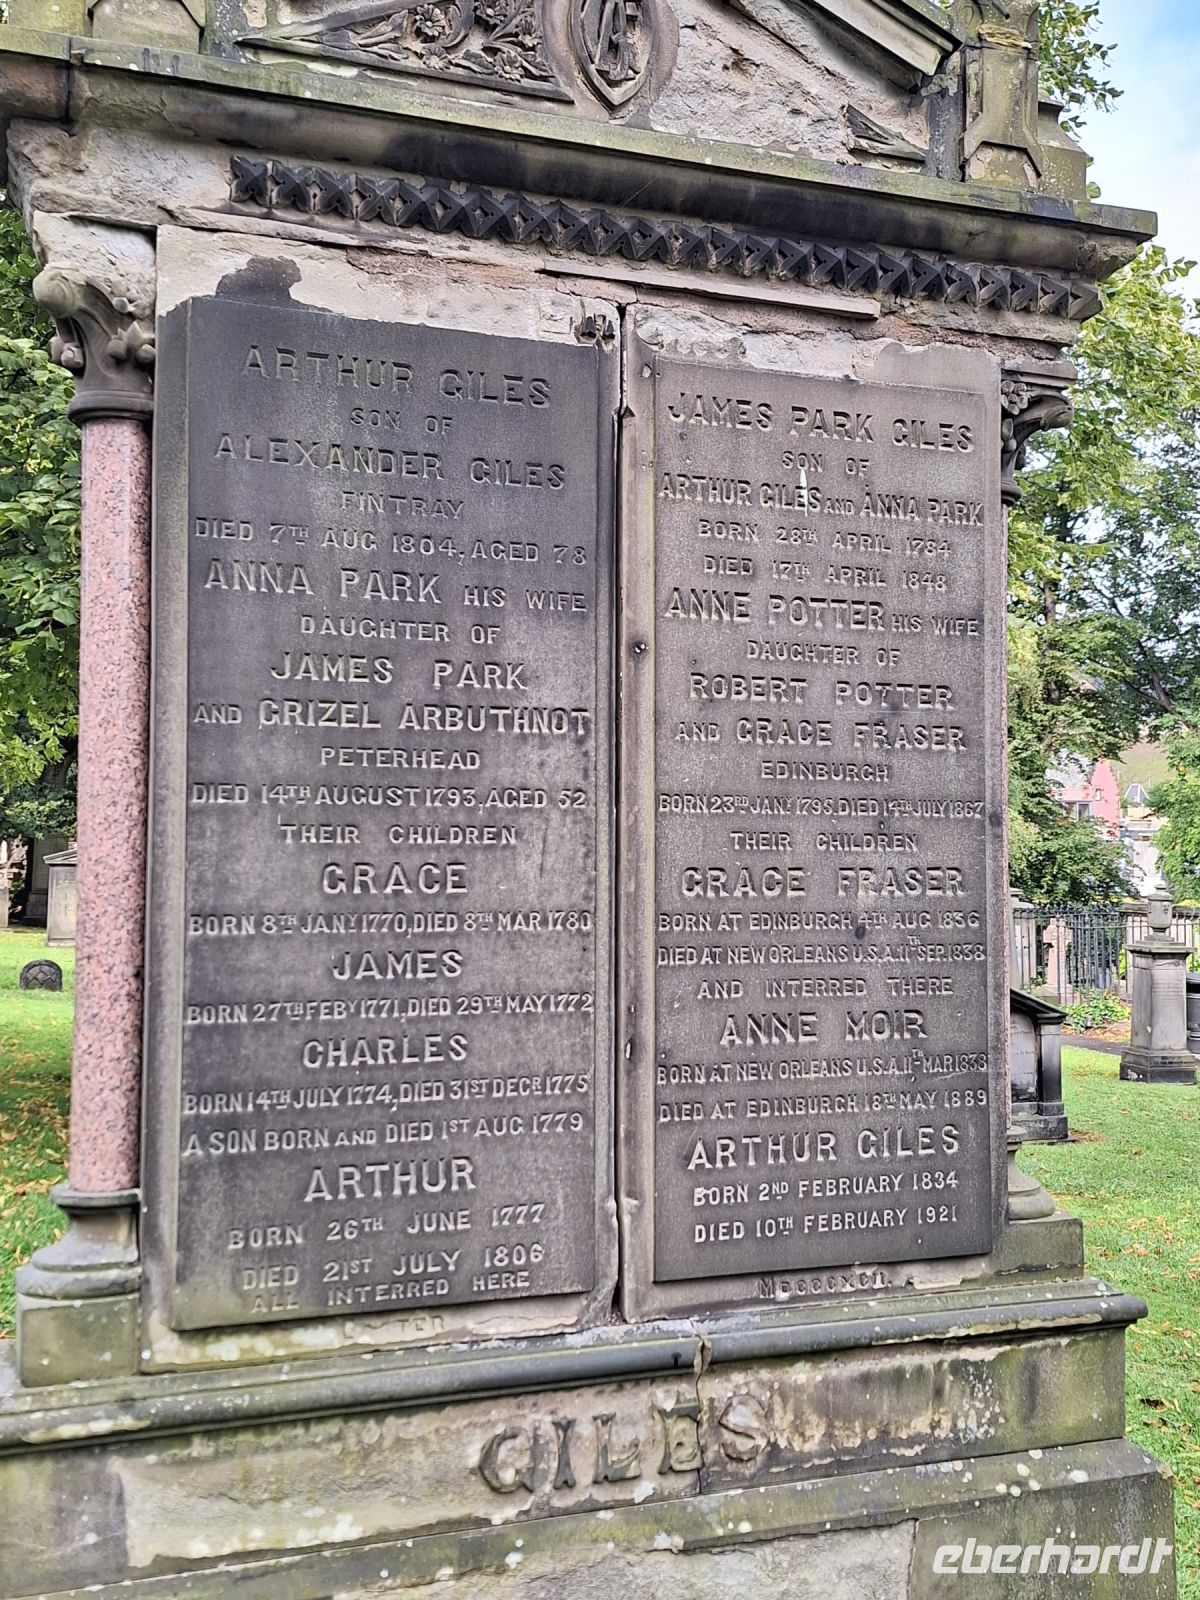 ARTHUR GILES
SON OF
ALEXANDER GILES
FINTRAY
DIED 7TH AUG 1804, AGED 78
ANNA PARK HIS WIFE
DAUGHTER OF
JAMES PARK
AND GRIZEL ARBUTHNOT
PETERHEAD
DIED 14TH AUGUST 1793, AGED 52
THEIR CHILDREN
GRACE
BORN 8TH JANY 1770, DIED 8TH MAR 1780
JAMES
BORN 27TH FEBY 1771, DIED 29TH MAY 1772
CHARLES
BORN 14TH JULY 1774, DIED 31ST DECR 1775
A SON BORN AND DIED 1ST AUG 1779
ARTHUR
BORN 26TH JUNE 1777
DIED 21ST JULY 1806
ALL INTERRED HERE
JAMES PARK GILES
SON OF
ARTHUR GILES AND ANNA PARK
BORN 28TH APRIL 1784
DIED 17TH APRIL 1848
ANNE POTTER HIS WIFE
DAUGHTER OF
ROBERT POTTER
AND GRACE FRASER
EDINBURGH
BORN 23RD JANY 1795, DIED 14TH JULY 1867
THEIR CHILDREN
GRACE FRASER
BORN AT EDINBURGH 4TH AUG 1836
DIED AT NEW ORLEANS U.S.A. 11TH SEP. 1838
AND INTERRED THERE
ANNE MOIR
BORN AT NEW ORLEANS U.S.A. 11TH MAR 1838
DIED AT EDINBURGH 18TH MAY 1889
ARTHUR GILES
BORN 2ND FEBRUARY 1834
DIED 10TH FEBRUARY 1921
GILES
eberhardt